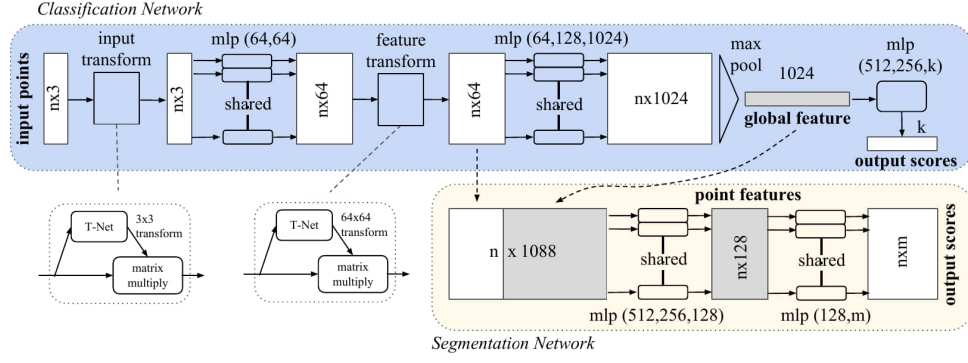 Classification Network
input points
nx3
input
transform
nx3
mlp (64,64)
shared
nx64
feature
transform
nx64
mlp (64,128,1024)
shared
nx1024
max
pool
1024
global feature
mlp
(512,256,k)
k
output scores
T-Net
3x3
transform
matrix
multiply
T-Net
64x64
transform
matrix
multiply
point features
n x 1088
shared
mlp (512,256,128)
nx128
shared
mlp (128,m)
nxm
output scores
Segmentation Network